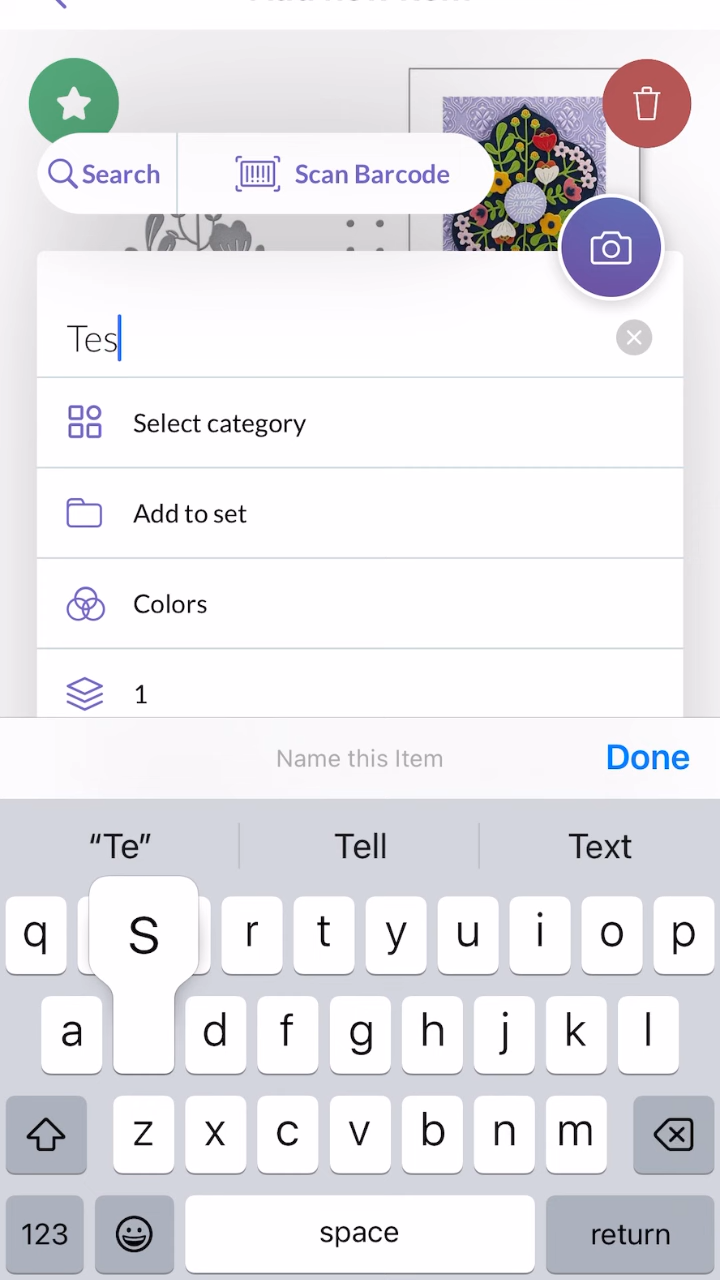 Search
Scan Barcode
Tes
Select category
Add to set
Colors
1
Name this Item
Done
“Te”
Tell
Text
q
S
r
t
y
u
i
o
p
a
d
f
g
h
j
k
l
z
x
c
v
b
n
m
123
space
return